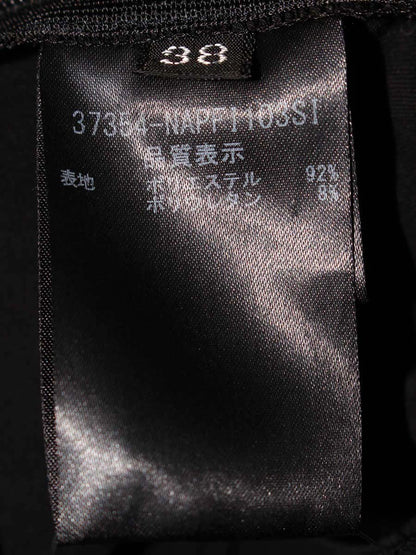 38
37354-NAPFI103SI
品質表示
表地 ポリエステル 92%
ポリウレタン 8%